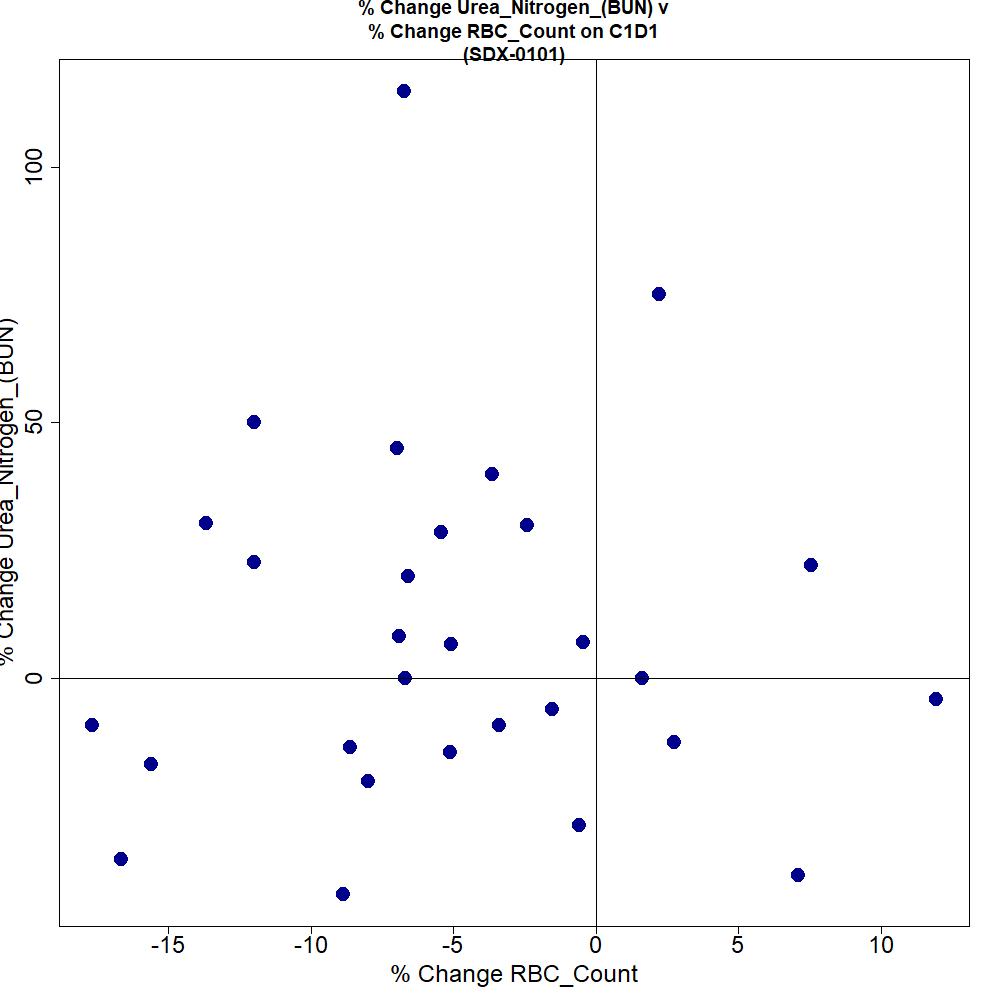 % Change Urea_Nitrogen_(BUN) v
% Change RBC_Count on C1D1
(SDX-0101)
% Change Urea_Nitrogen_(BUN)
100
50
0
-15
-10
-5
0
5
10
% Change RBC_Count